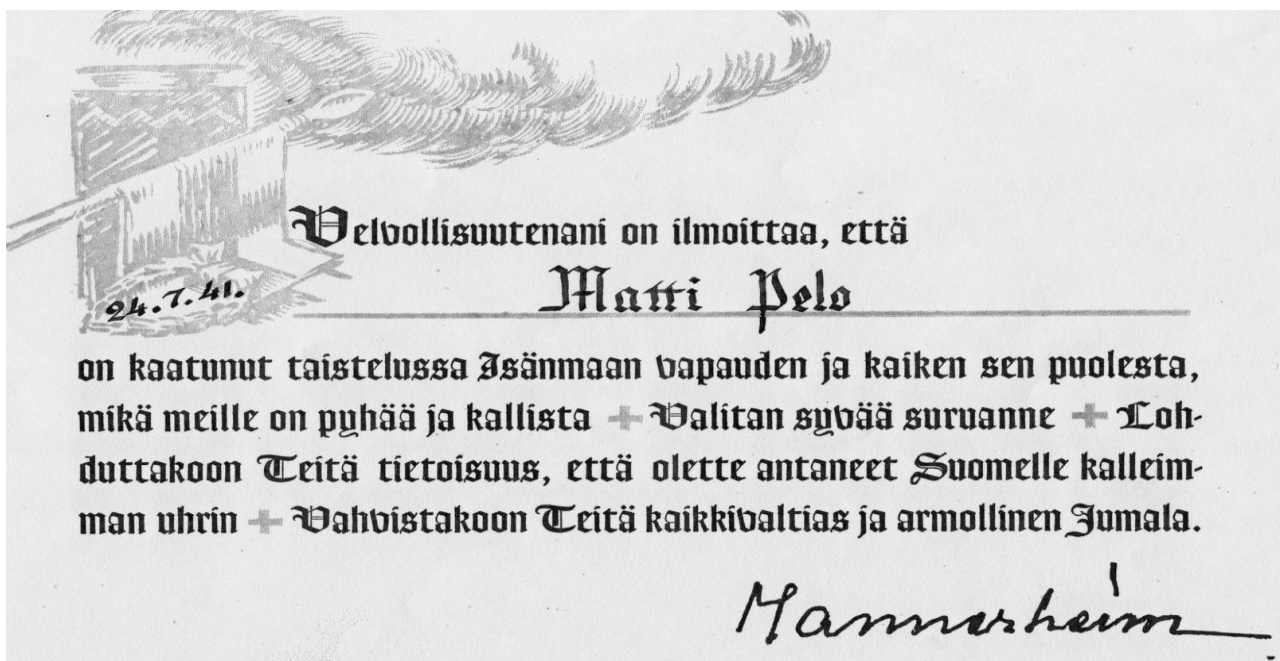 Velvollisuutenani on ilmoittaa, että
Matti Pelo
24.7.41.
on kaatunut taistelussa Isänmaan vapauden ja kaiken sen puolesta,
mikä meille on pyhää ja kallista + Valitan syvää suruanne + Loh-
duttakoon Teitä tietoisuus, että olette antaneet Suomelle kalleim-
man uhrin + Vahvistakoon Teitä kaikkivaltias ja armollinen Jumala.
Mannerheim